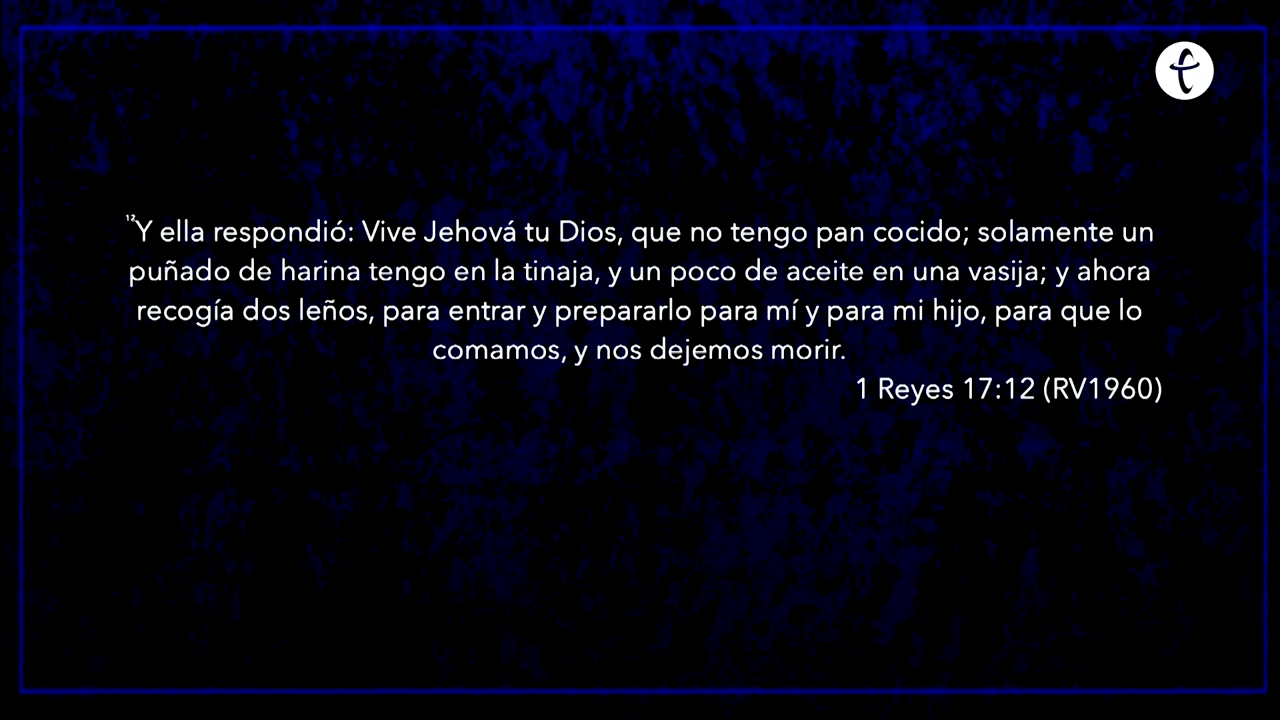 ¹²Y ella respondió: Vive Jehová tu Dios, que no tengo pan cocido; solamente un
puñado de harina tengo en la tinaja, y un poco de aceite en una vasija; y ahora
recogía dos leños, para entrar y prepararlo para mí y para mi hijo, para que lo
comamos, y nos dejemos morir.
1 Reyes 17:12 (RV1960)